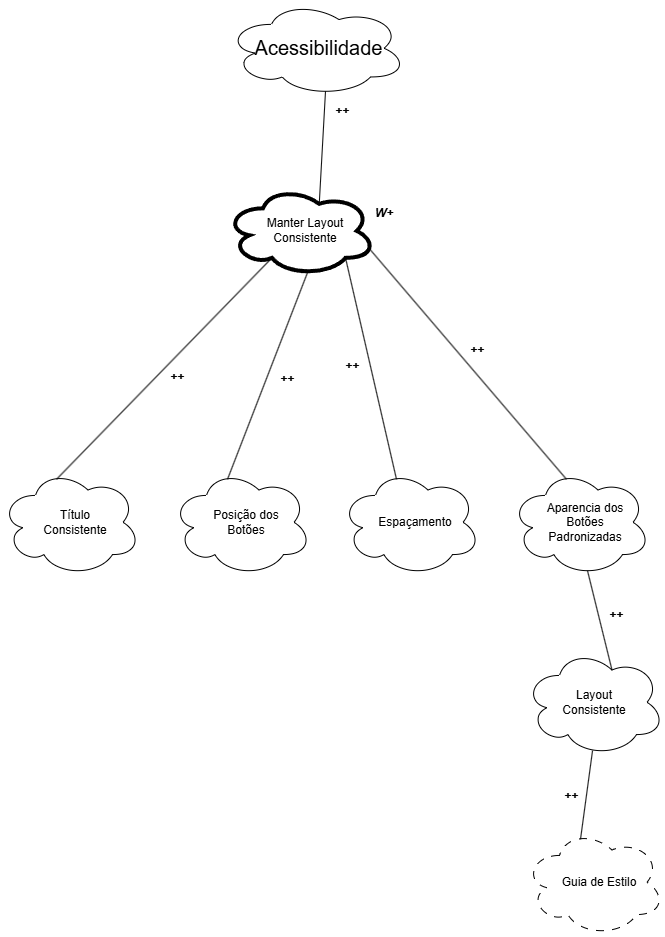 Acessibilidade
++
Manter Layout
Consistente
W+
++
++
++
++
Título
Consistente
Posição dos
Botões
Espaçamento
Aparencia dos
Botões
Padronizadas
++
Layout
Consistente
++
Guia de Estilo